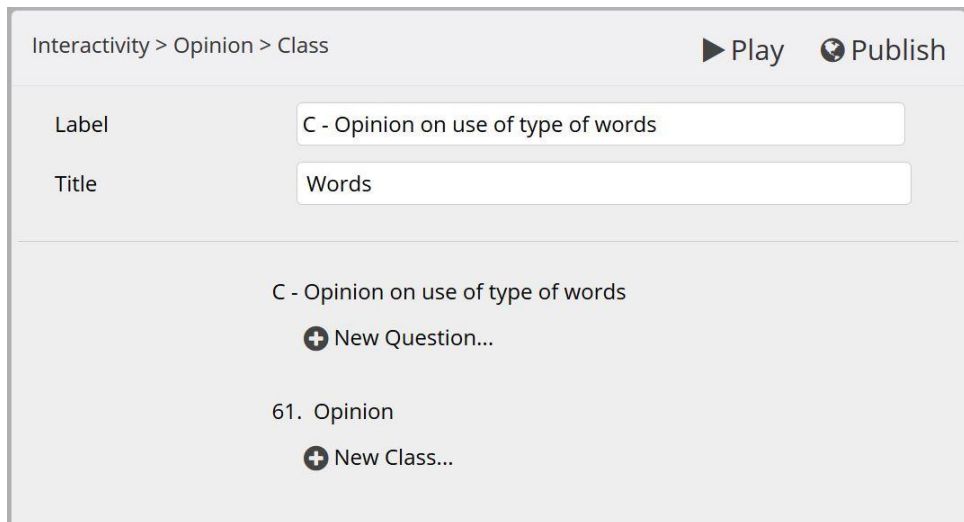 Interactivity > Opinion > Class
Play
Publish
Label
C - Opinion on use of type of words
Title
Words
C - Opinion on use of type of words
New Question...
61. Opinion
New Class...